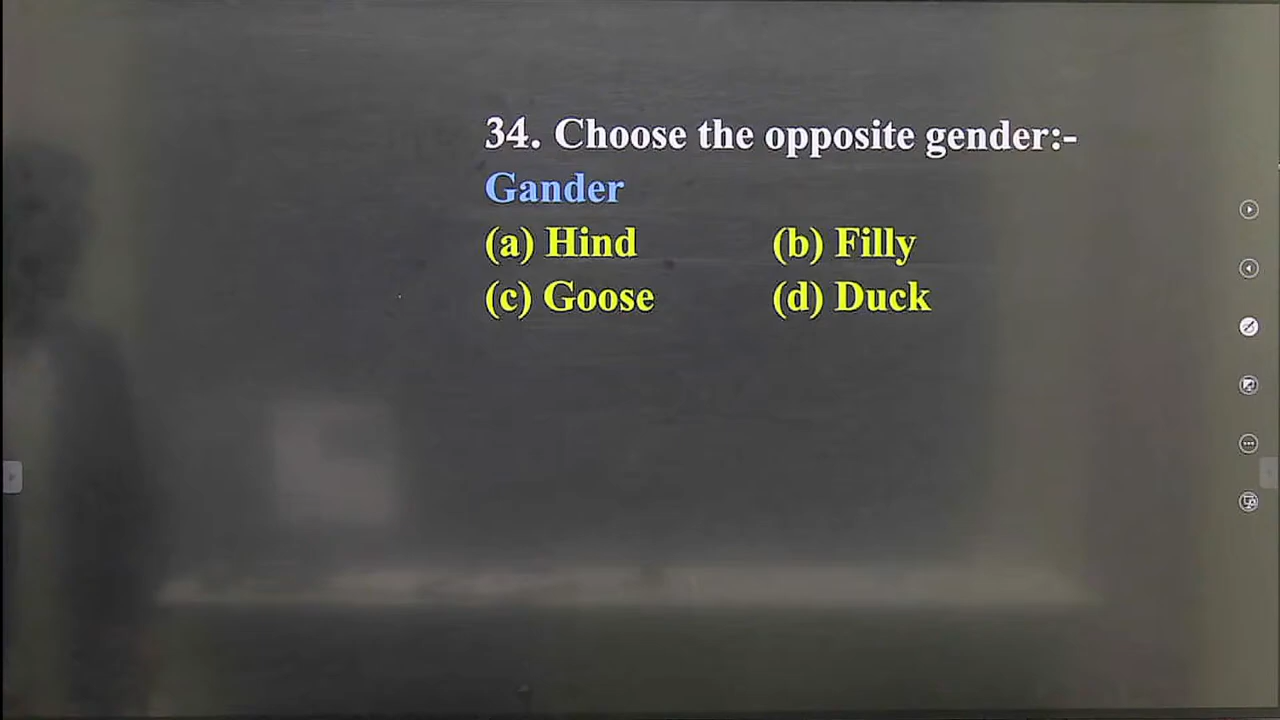 34. Choose the opposite gender:-
Gander
(a) Hind (b) Filly
(c) Goose (d) Duck